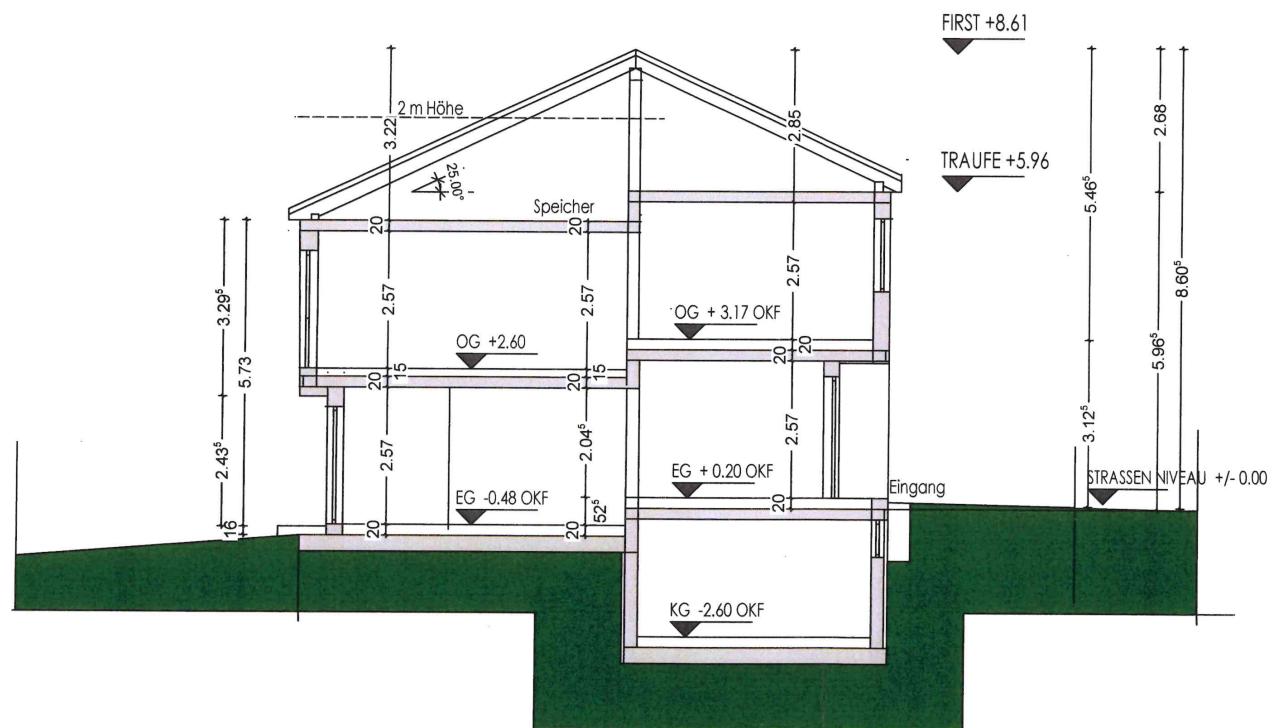 FIRST +8.61
2 m Höhe
3.22
2.85
2.68
TRAUFE +5.96
25.00°
5.46⁵
Speicher
20
20
8.60⁵
3.29⁵
2.57
2.57
2.57
OG + 3.17 OKF
OG +2.60
20
20
5.73
15
15
20
20
5.96⁵
2.43⁵
2.57
2.04⁵
2.57
3.12⁵
EG + 0.20 OKF
STRASSEN NIVEAU +/- 0.00
Eingang
EG -0.48 OKF
52⁵
20
16
20
20
KG -2.60 OKF